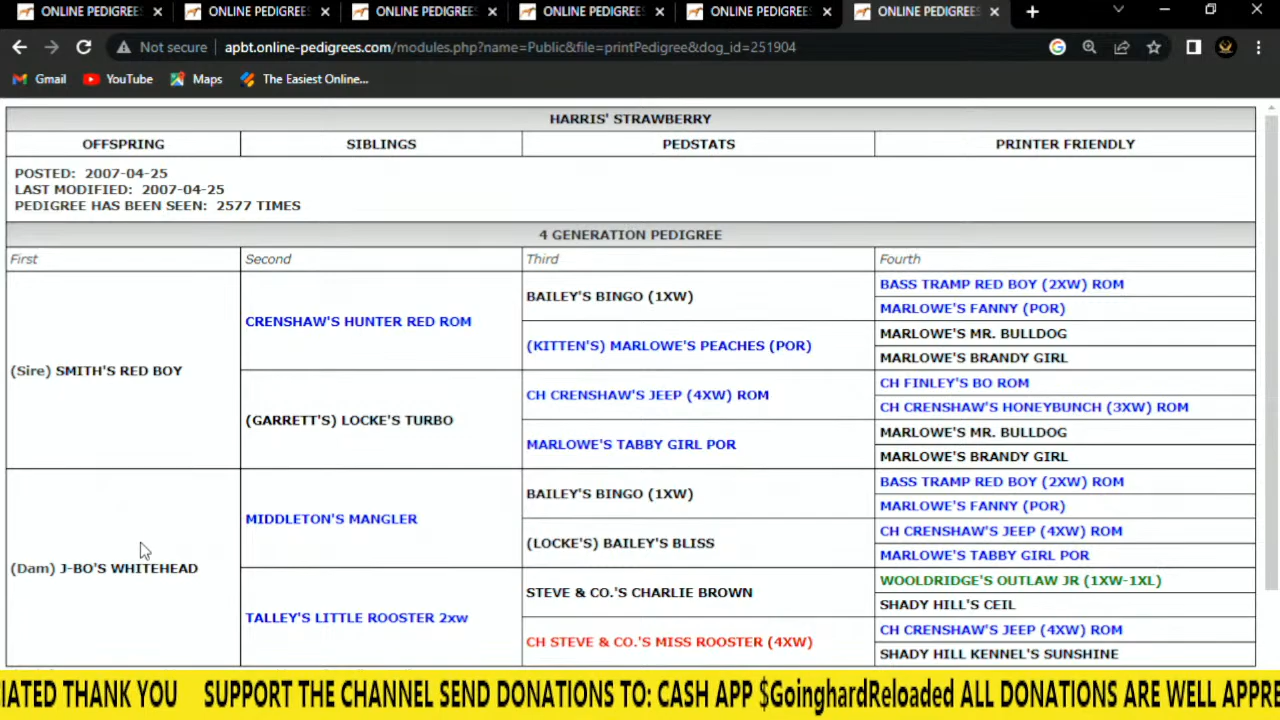 ONLINE PEDIGREES ONLINE PEDIGREES ONLINE PEDIGREES ONLINE PEDIGREES ONLINE PEDIGREES ONLINE PEDIGREES
Not secure apbt.online-pedigrees.com/modules.php?name=Public&file=printPedigree&dog_id=251904
Gmail YouTube Maps The Easiest Online...
HARRIS' STRAWBERRY
OFFSPRING SIBLINGS PEDSTATS PRINTER FRIENDLY
POSTED: 2007-04-25
LAST MODIFIED: 2007-04-25
PEDIGREE HAS BEEN SEEN: 2577 TIMES
4 GENERATION PEDIGREE
First Second Third Fourth
(Sire) SMITH'S RED BOY
CRENSHAW'S HUNTER RED ROM
BAILEY'S BINGO (1XW)
BASS TRAMP RED BOY (2XW) ROM
MARLOWE'S FANNY (POR)
(KITTEN'S) MARLOWE'S PEACHES (POR)
MARLOWE'S MR. BULLDOG
MARLOWE'S BRANDY GIRL
(GARRETT'S) LOCKE'S TURBO
CH CRENSHAW'S JEEP (4XW) ROM
CH FINLEY'S BO ROM
CH CRENSHAW'S HONEYBUNCH (3XW) ROM
MARLOWE'S TABBY GIRL POR
MARLOWE'S MR. BULLDOG
MARLOWE'S BRANDY GIRL
(Dam) J-BO'S WHITEHEAD
MIDDLETON'S MANGLER
BAILEY'S BINGO (1XW)
BASS TRAMP RED BOY (2XW) ROM
MARLOWE'S FANNY (POR)
(LOCKE'S) BAILEY'S BLISS
CH CRENSHAW'S JEEP (4XW) ROM
MARLOWE'S TABBY GIRL POR
TALLEY'S LITTLE ROOSTER 2xw
STEVE & CO.'S CHARLIE BROWN
WOOLDRIDGE'S OUTLAW JR (1XW-1XL)
SHADY HILL'S CEIL
CH STEVE & CO.'S MISS ROOSTER (4XW)
CH CRENSHAW'S JEEP (4XW) ROM
SHADY HILL KENNEL'S SUNSHINE
CIATED THANK YOU SUPPORT THE CHANNEL SEND DONATIONS TO: CASH APP $GoinghardReloaded ALL DONATIONS ARE WELL APPRE